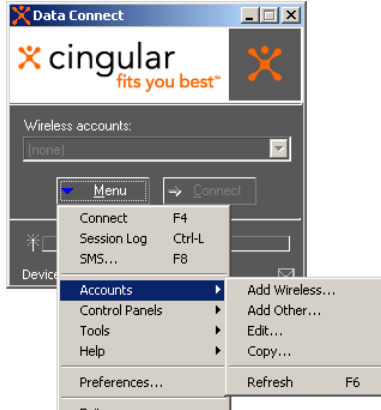 Data Connect
cingular
fits you best℠
Wireless accounts:
(none)
Menu
Connect
Connect F4
Session Log Ctrl-L
SMS... F8
Device
Accounts
Add Wireless...
Control Panels
Add Other...
Tools
Edit...
Help
Copy...
Preferences...
Refresh F6